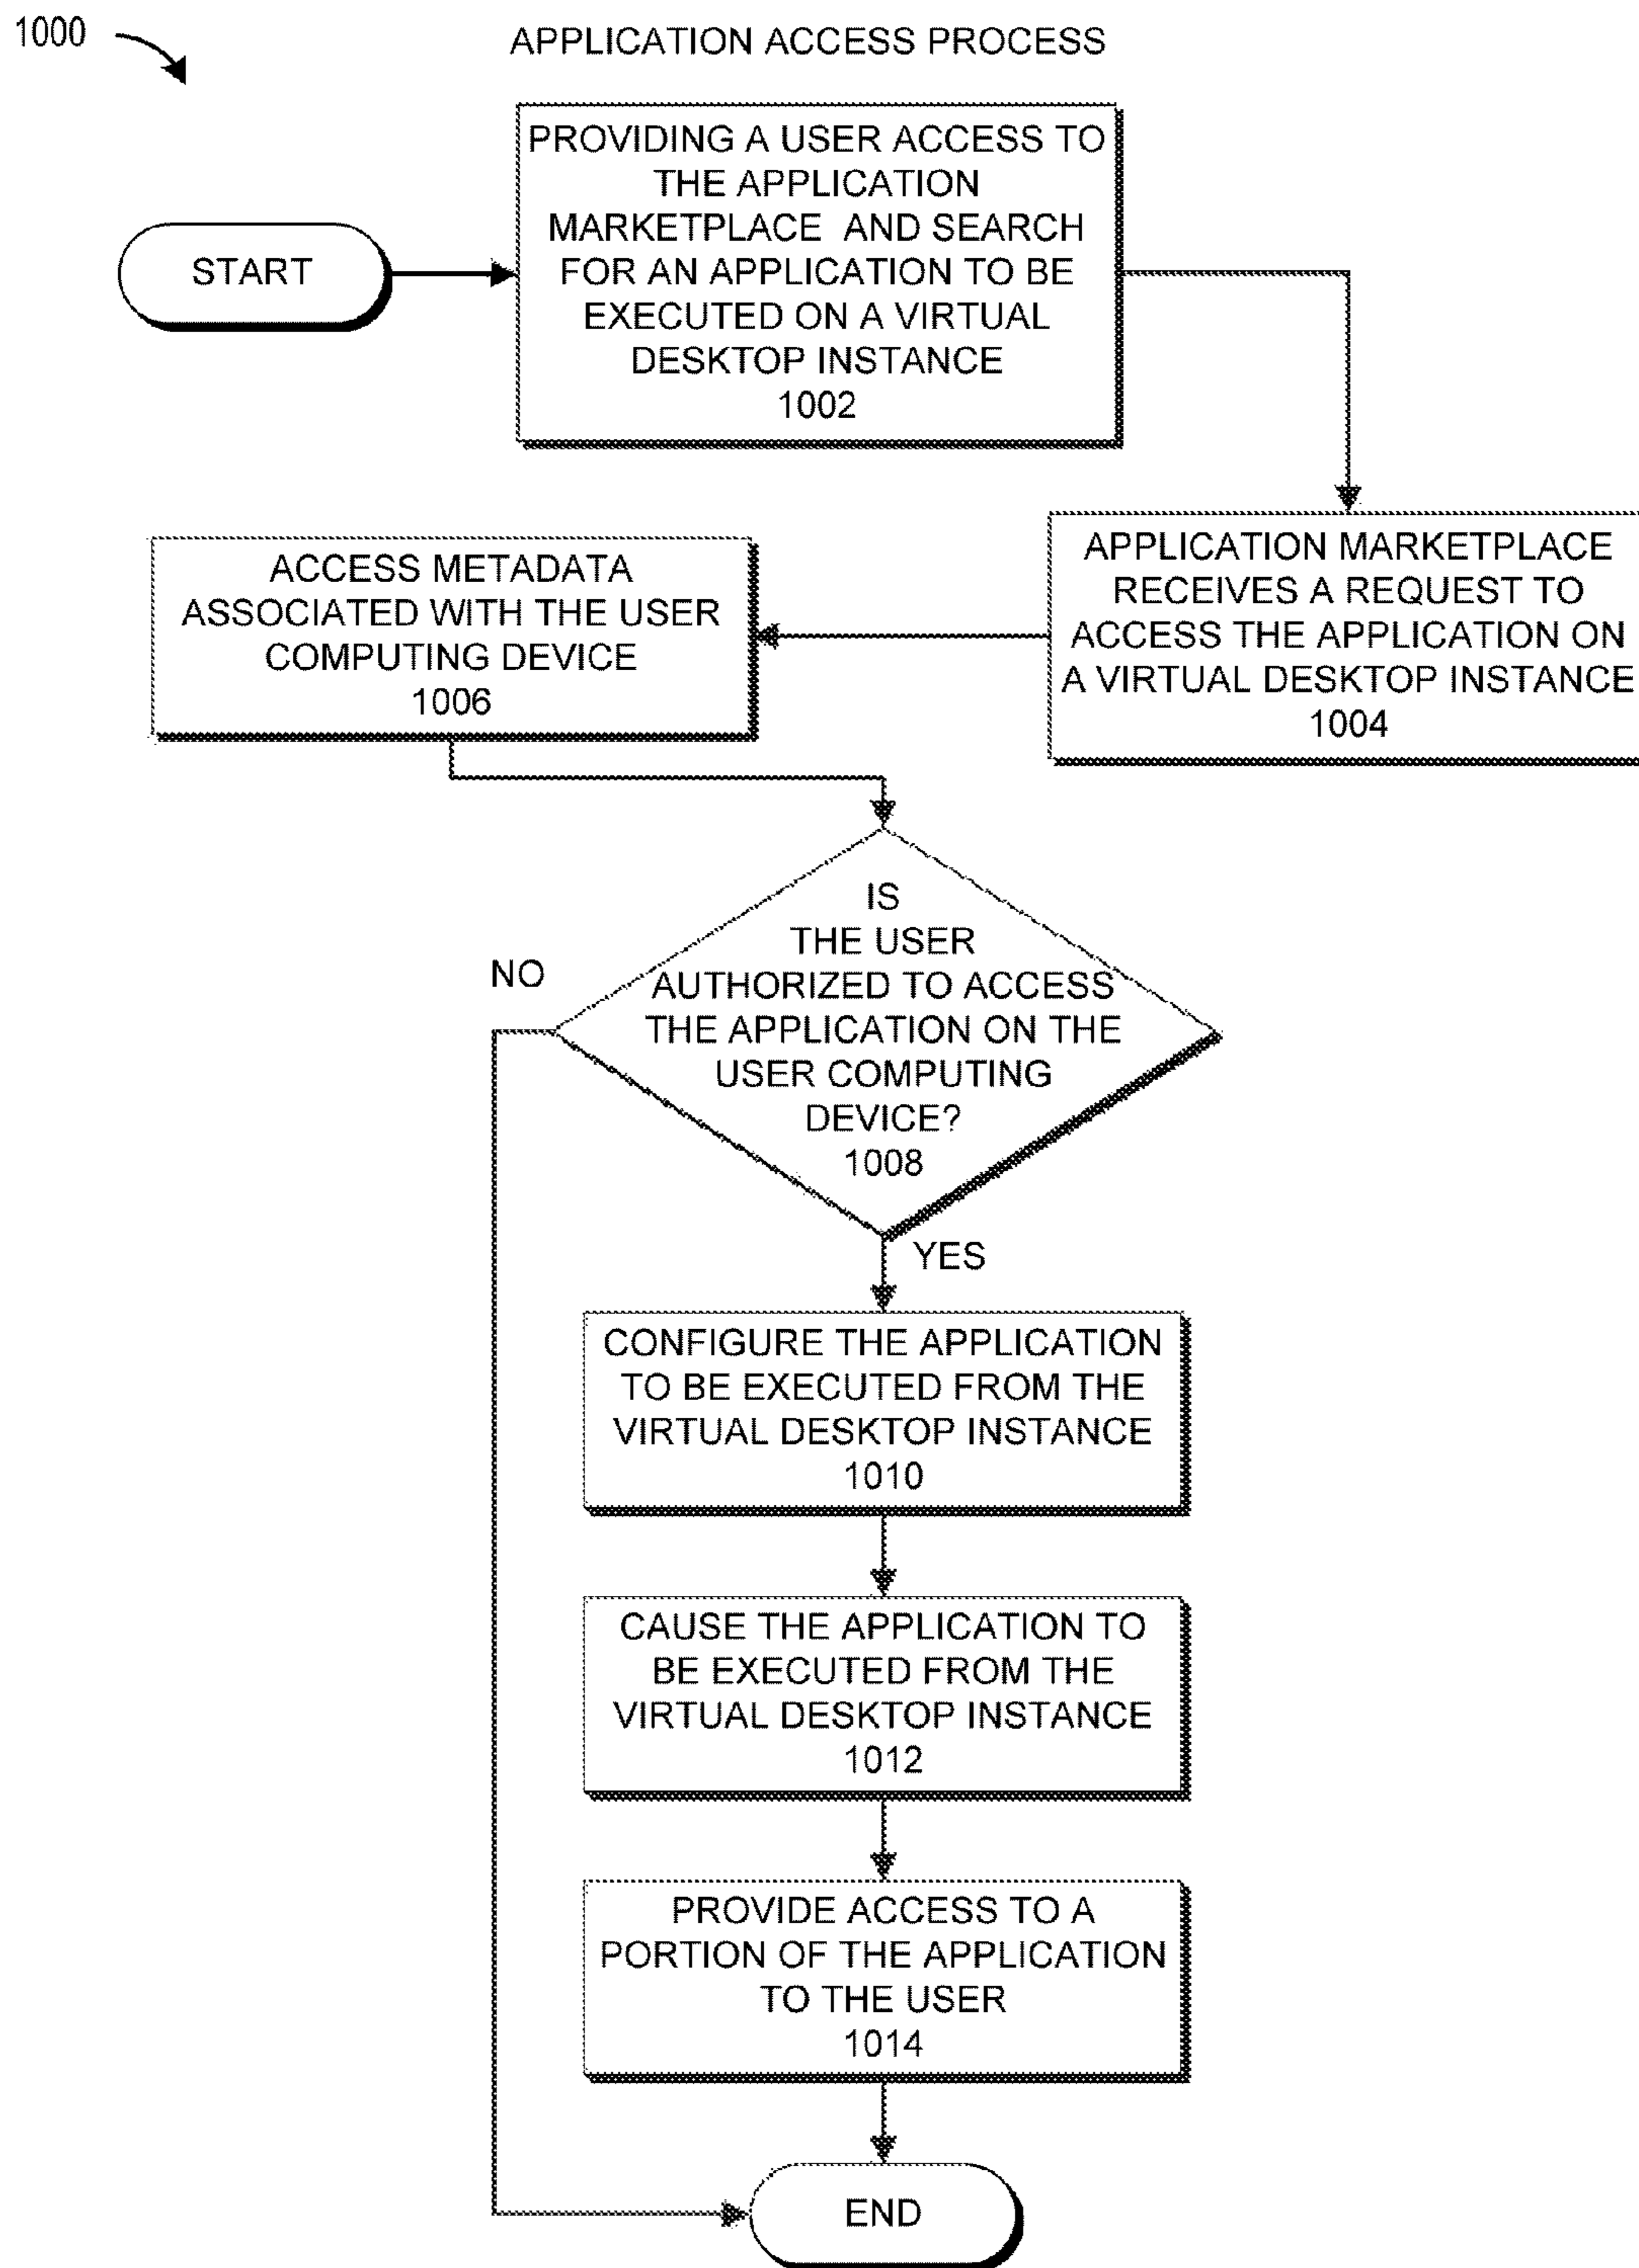 1000
APPLICATION ACCESS PROCESS
START
PROVIDING A USER ACCESS TO
THE APPLICATION
MARKETPLACE AND SEARCH
FOR AN APPLICATION TO BE
EXECUTED ON A VIRTUAL
DESKTOP INSTANCE
1002
APPLICATION MARKETPLACE
RECEIVES A REQUEST TO
ACCESS THE APPLICATION ON
A VIRTUAL DESKTOP INSTANCE
1004
ACCESS METADATA
ASSOCIATED WITH THE USER
COMPUTING DEVICE
1006
IS
THE USER
AUTHORIZED TO ACCESS
THE APPLICATION ON THE
USER COMPUTING
DEVICE?
1008
NO
YES
CONFIGURE THE APPLICATION
TO BE EXECUTED FROM THE
VIRTUAL DESKTOP INSTANCE
1010
CAUSE THE APPLICATION TO
BE EXECUTED FROM THE
VIRTUAL DESKTOP INSTANCE
1012
PROVIDE ACCESS TO A
PORTION OF THE APPLICATION
TO THE USER
1014
END